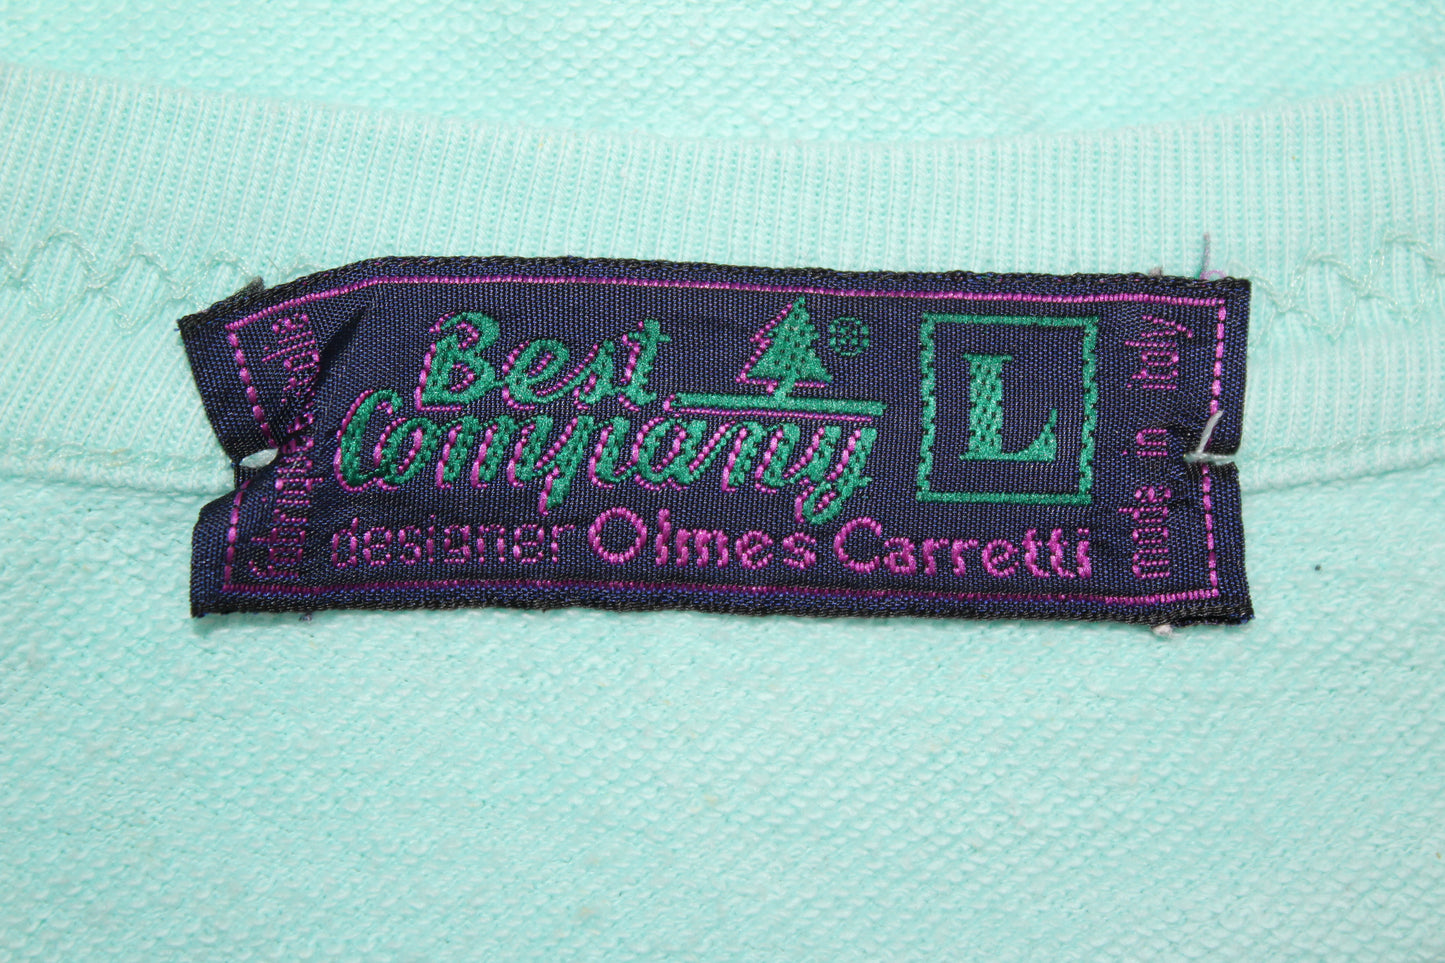 Best
Company ®
L
designer Olmes Carretti
made in italy